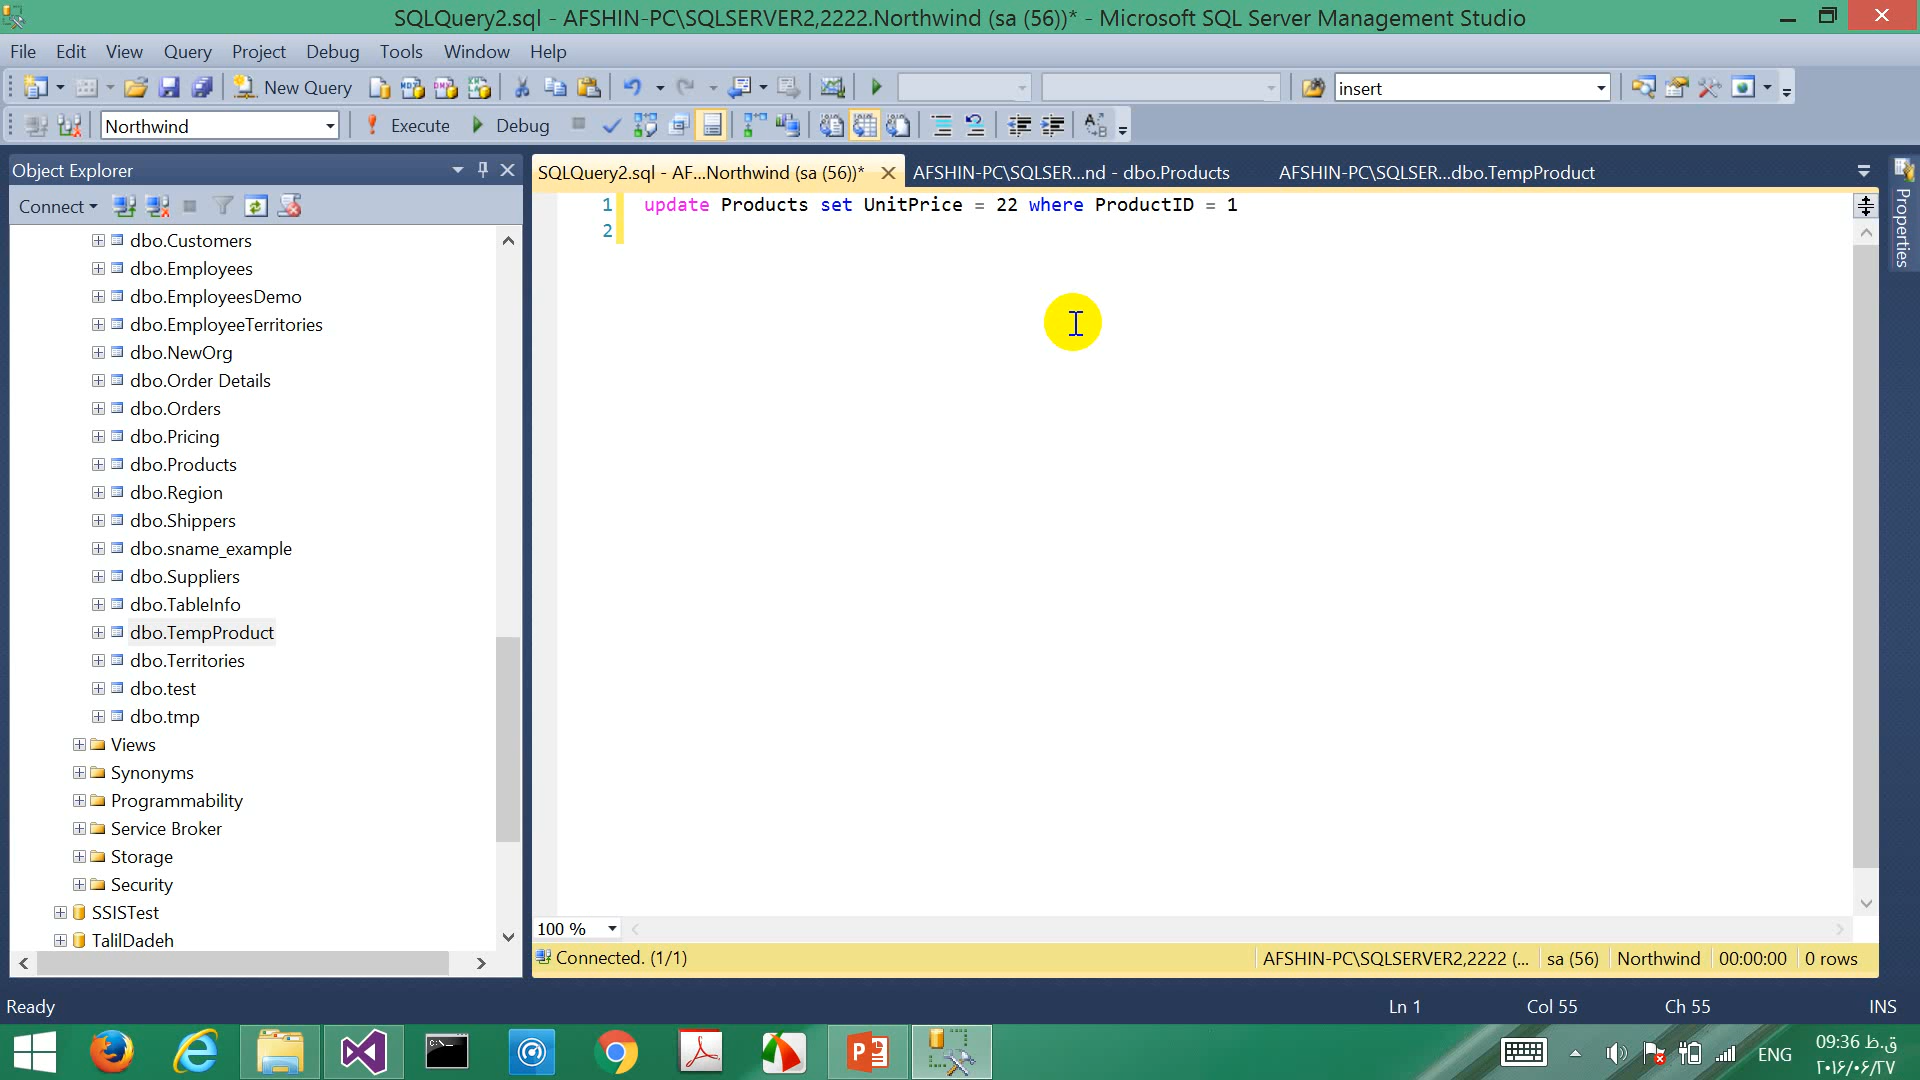 SQLQuery2.sql - AFSHIN-PC\SQLSERVER2,2222.Northwind (sa (56))* - Microsoft SQL Server Management Studio
File Edit View Query Project Debug Tools Window Help
New Query insert
Northwind Execute Debug
Object Explorer
SQLQuery2.sql - AF...Northwind (sa (56))* AFSHIN-PC\SQLSER...nd - dbo.Products AFSHIN-PC\SQLSER...dbo.TempProduct
Connect
Properties
1 update Products set UnitPrice = 22 where ProductID = 1
2
dbo.Customers
dbo.Employees
dbo.EmployeesDemo
dbo.EmployeeTerritories
dbo.NewOrg
dbo.Order Details
dbo.Orders
dbo.Pricing
dbo.Products
dbo.Region
dbo.Shippers
dbo.sname_example
dbo.Suppliers
dbo.TableInfo
dbo.TempProduct
dbo.Territories
dbo.test
dbo.tmp
Views
Synonyms
Programmability
Service Broker
Storage
Security
SSISTest
TalilDadeh
100 %
Connected. (1/1) AFSHIN-PC\SQLSERVER2,2222 (... sa (56) Northwind 00:00:00 0 rows
Ready Ln 1 Col 55 Ch 55 INS
ENG
09:36 ق.ظ
۲۰۱۶/۰۶/۲۷